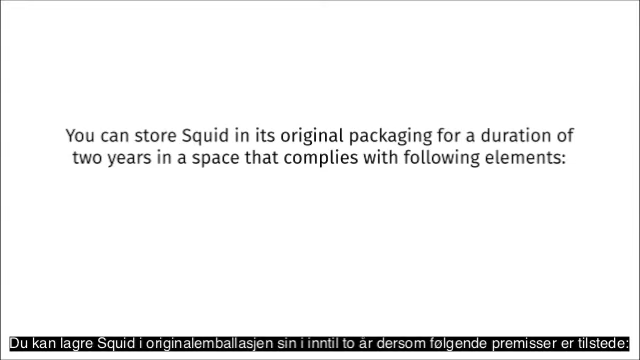 You can store Squid in its original packaging for a duration of
two years in a space that complies with following elements:
Du kan lagre Squid i originalemballasjen sin i inntil to år dersom følgende premisser er tilstede: